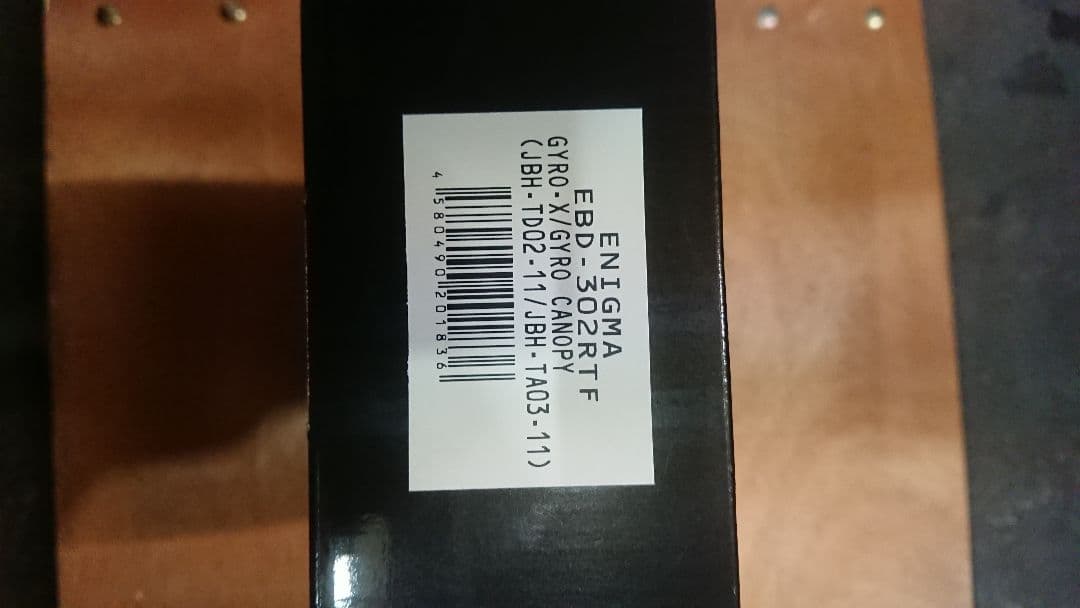 ENIGMA
EBD-302RTF
GYRO-X/GYRO CANOPY
(JBH-TD02-11/JBH-TA03-11)
4 580490 201836